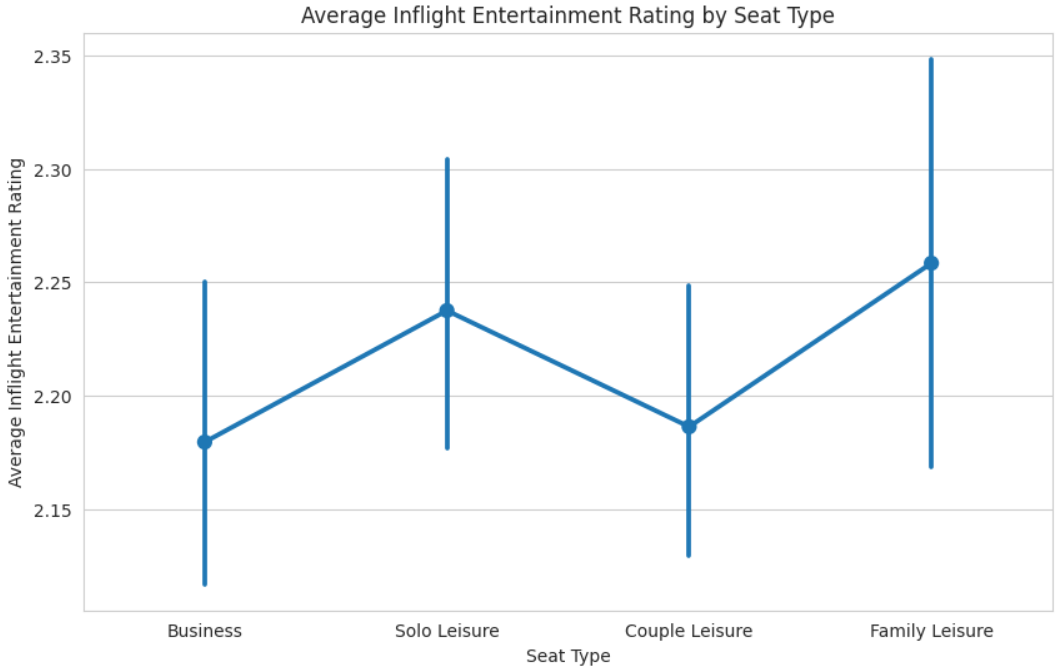 Average Inflight Entertainment Rating by Seat Type
Average Inflight Entertainment Rating
2.35
2.30
2.25
2.20
2.15
Business
Solo Leisure
Couple Leisure
Family Leisure
Seat Type